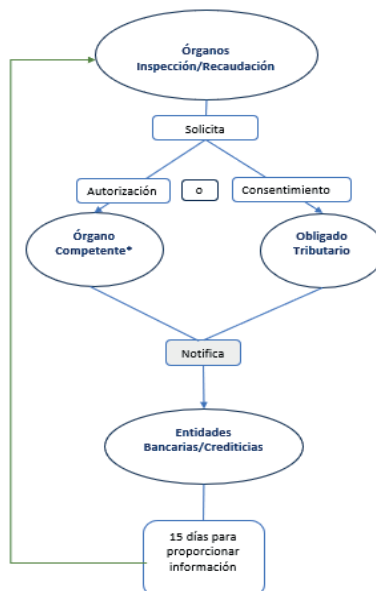 Órganos
Inspección/Recaudación
Solicita
Autorización
o
Consentimiento
Órgano
Competente*
Obligado
Tributario
Notifica
Entidades
Bancarias/Crediticias
15 días para
proporcionar
información